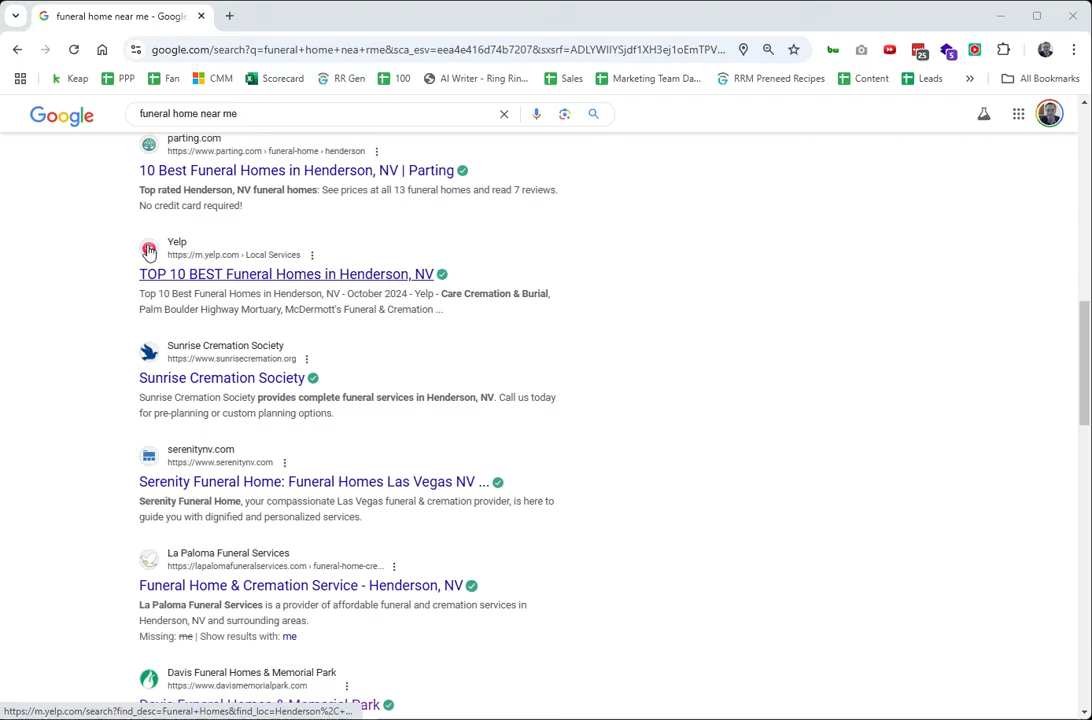 funeral home near me - Google
google.com/search?q=funeral+home+nea+rme&sca_esv=eea4e416d74b7207&sxsrf=ADLYWIIYSjdf1XH3ej1oEmTPV...
25
5
Keap
PPP
Fan
CMM
Scorecard
RR Gen
100
AI Writer - Ring Rin...
Sales
Marketing Team Da...
RRM Preneed Recipes
Content
Leads
All Bookmarks
Google
funeral home near me
parting.com
https://www.parting.com › funeral-home › henderson
10 Best Funeral Homes in Henderson, NV | Parting
Top rated Henderson, NV funeral homes: See prices at all 13 funeral homes and read 7 reviews.
No credit card required!
Yelp
https://m.yelp.com › Local Services
TOP 10 BEST Funeral Homes in Henderson, NV
Top 10 Best Funeral Homes in Henderson, NV - October 2024 - Yelp - Care Cremation & Burial,
Palm Boulder Highway Mortuary, McDermott's Funeral & Cremation ...
Sunrise Cremation Society
https://www.sunrisecremation.org
Sunrise Cremation Society
Sunrise Cremation Society provides complete funeral services in Henderson, NV. Call us today
for pre-planning or custom planning options.
serenitynv.com
https://www.serenitynv.com
Serenity Funeral Home: Funeral Homes Las Vegas NV ...
Serenity Funeral Home, your compassionate Las Vegas funeral & cremation provider, is here to
guide you with dignified and personalized services.
La Paloma Funeral Services
https://lapalomafuneralservices.com › funeral-home-cre...
Funeral Home & Cremation Service - Henderson, NV
La Paloma Funeral Services is a provider of affordable funeral and cremation services in
Henderson, NV and surrounding areas.
Missing: me | Show results with: me
Davis Funeral Homes & Memorial Park
https://www.davismemorialpark.com
Davis Funeral Homes & Memorial Park
https://m.yelp.com/search?find_desc=Funeral+Homes&find_loc=Henderson%2C+...